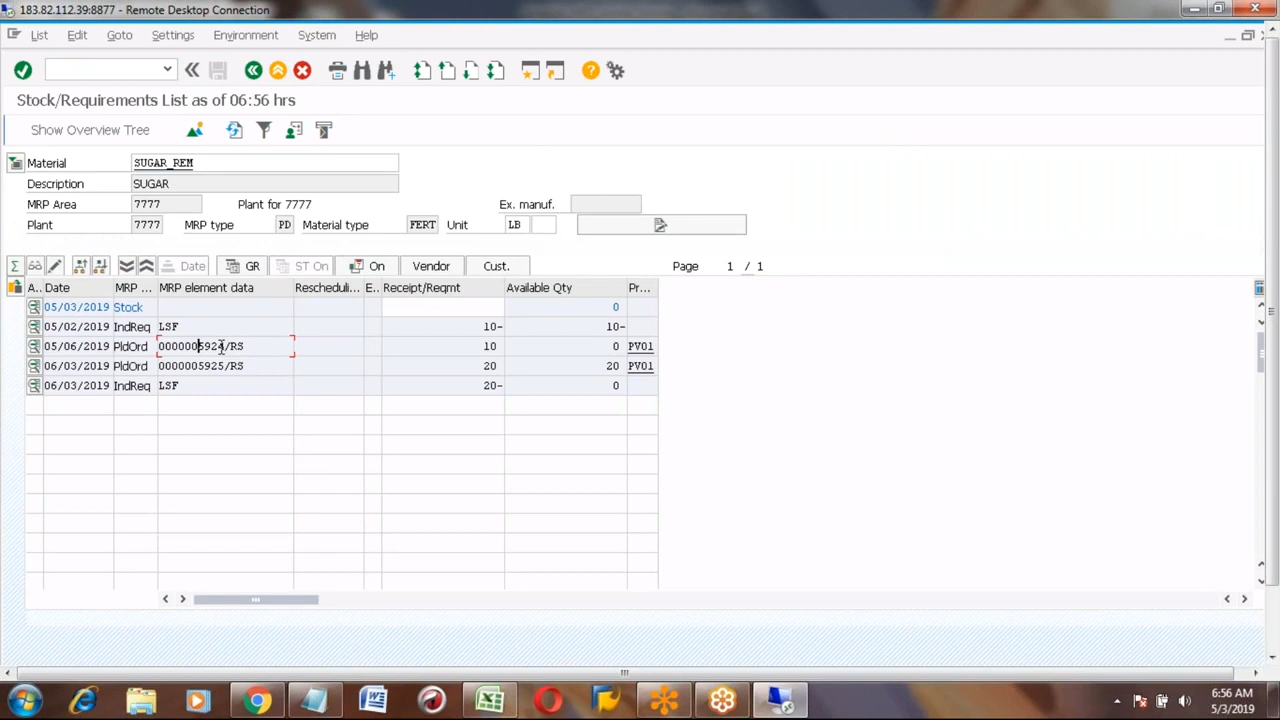 183.82.112.39:8877 - Remote Desktop Connection
List Edit Goto Settings Environment System Help
Stock/Requirements List as of 06:56 hrs
Show Overview Tree
Material SUGAR_REM
Description SUGAR
MRP Area 7777 Plant for 7777 Ex. manuf.
Plant 7777 MRP type PD Material type FERT Unit LB
Date GR ST On On Vendor Cust. Page 1 / 1
A.. Date MRP ... MRP element data Rescheduli... E.. Receipt/Reqmt Available Qty Pr...
05/03/2019 Stock 0
05/02/2019 IndReq LSF 10- 10-
05/06/2019 PldOrd 0000005924/RS 10 0 PV01
06/03/2019 PldOrd 0000005925/RS 20 20 PV01
06/03/2019 IndReq LSF 20- 0
6:56 AM
5/3/2019